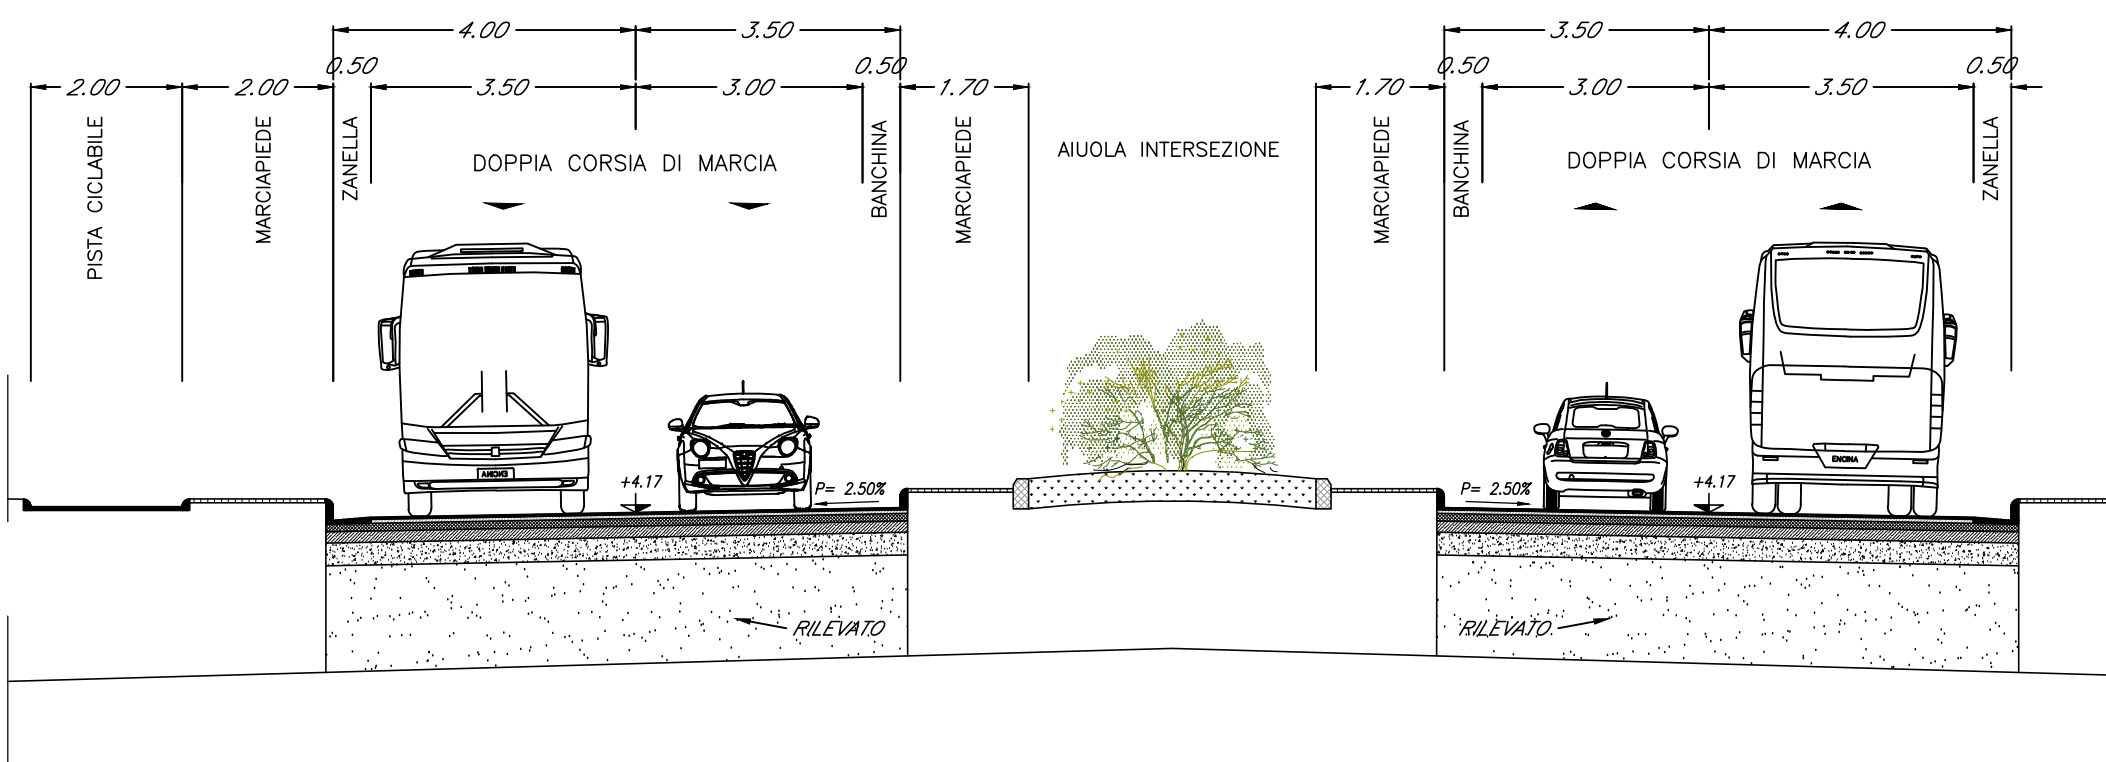 4.00 3.50 3.50 4.00
0.50 0.50 0.50 0.50
2.00 2.00 3.50 3.00 1.70 1.70 3.00 3.50
PISTA CICLABILE
MARCIAPIEDE
ZANELLA
DOPPIA CORSIA DI MARCIA
BANCHINA
MARCIAPIEDE
AIUOLA INTERSEZIONE
MARCIAPIEDE
BANCHINA
DOPPIA CORSIA DI MARCIA
ZANELLA
ENCINA
ENCINA
+4.17
P= 2.50%
P= 2.50%
+4.17
RILEVATO
RILEVATO